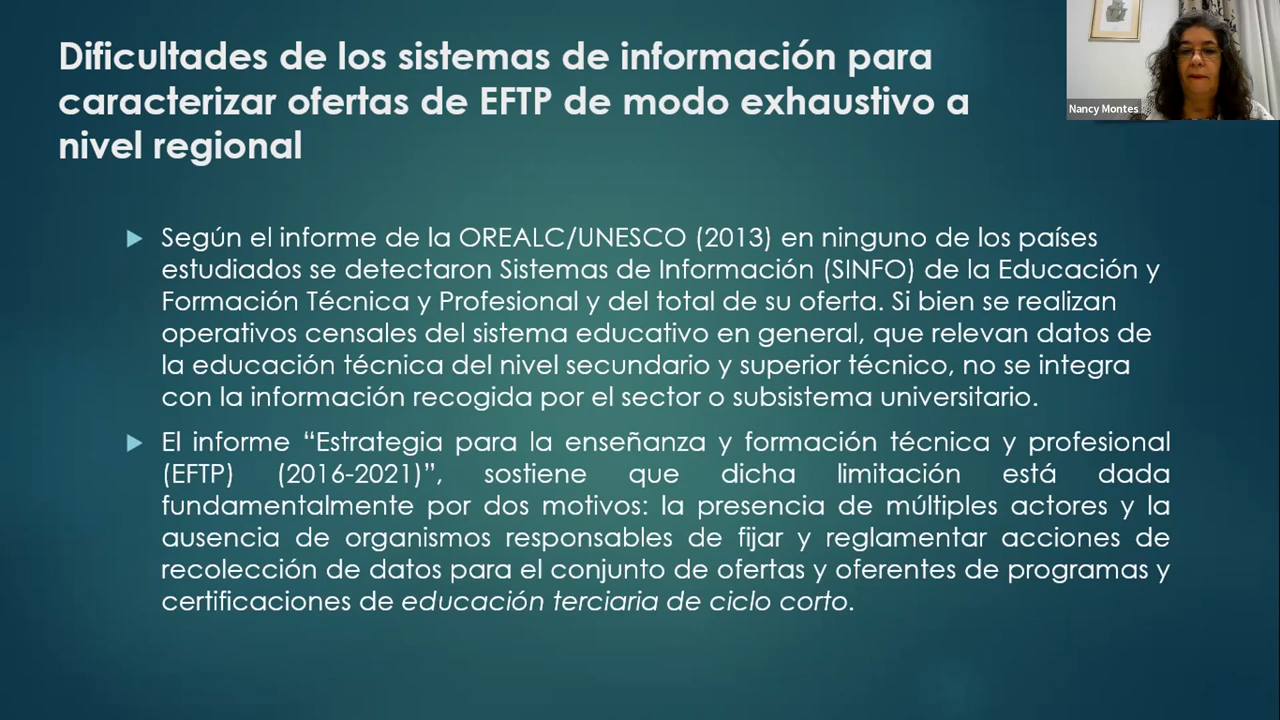 Dificultades de los sistemas de información para
caracterizar ofertas de EFTP de modo exhaustivo a
nivel regional
Nancy Montes
Según el informe de la OREALC/UNESCO (2013) en ninguno de los países
estudiados se detectaron Sistemas de Información (SINFO) de la Educación y
Formación Técnica y Profesional y del total de su oferta. Si bien se realizan
operativos censales del sistema educativo en general, que relevan datos de
la educación técnica del nivel secundario y superior técnico, no se integra
con la información recogida por el sector o subsistema universitario.
El informe “Estrategia para la enseñanza y formación técnica y profesional
(EFTP) (2016-2021)”, sostiene que dicha limitación está dada
fundamentalmente por dos motivos: la presencia de múltiples actores y la
ausencia de organismos responsables de fijar y reglamentar acciones de
recolección de datos para el conjunto de ofertas y oferentes de programas y
certificaciones de educación terciaria de ciclo corto.